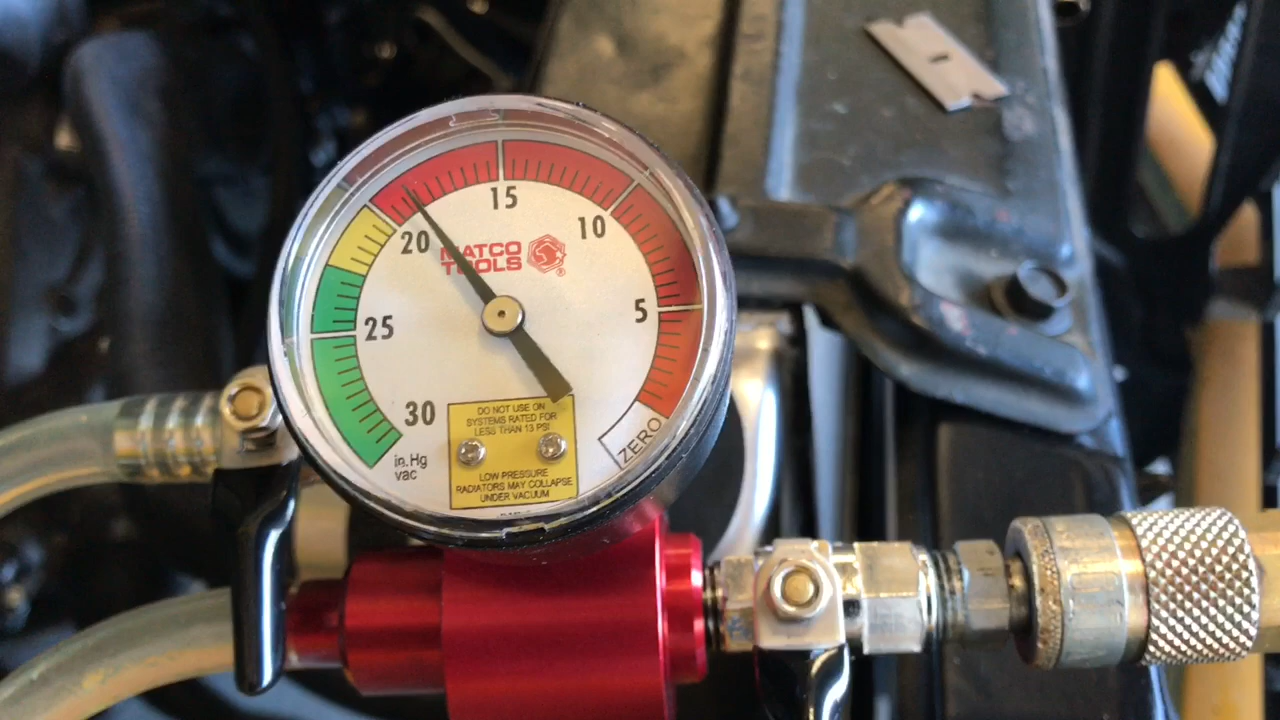 15
20
10
MATCO
TOOLS
®
5
25
30
in.Hg
vac
ZERO
DO NOT USE ON
SYSTEMS RATED FOR
LESS THAN 13 PSI
LOW PRESSURE
RADIATORS MAY COLLAPSE
UNDER VACUUM